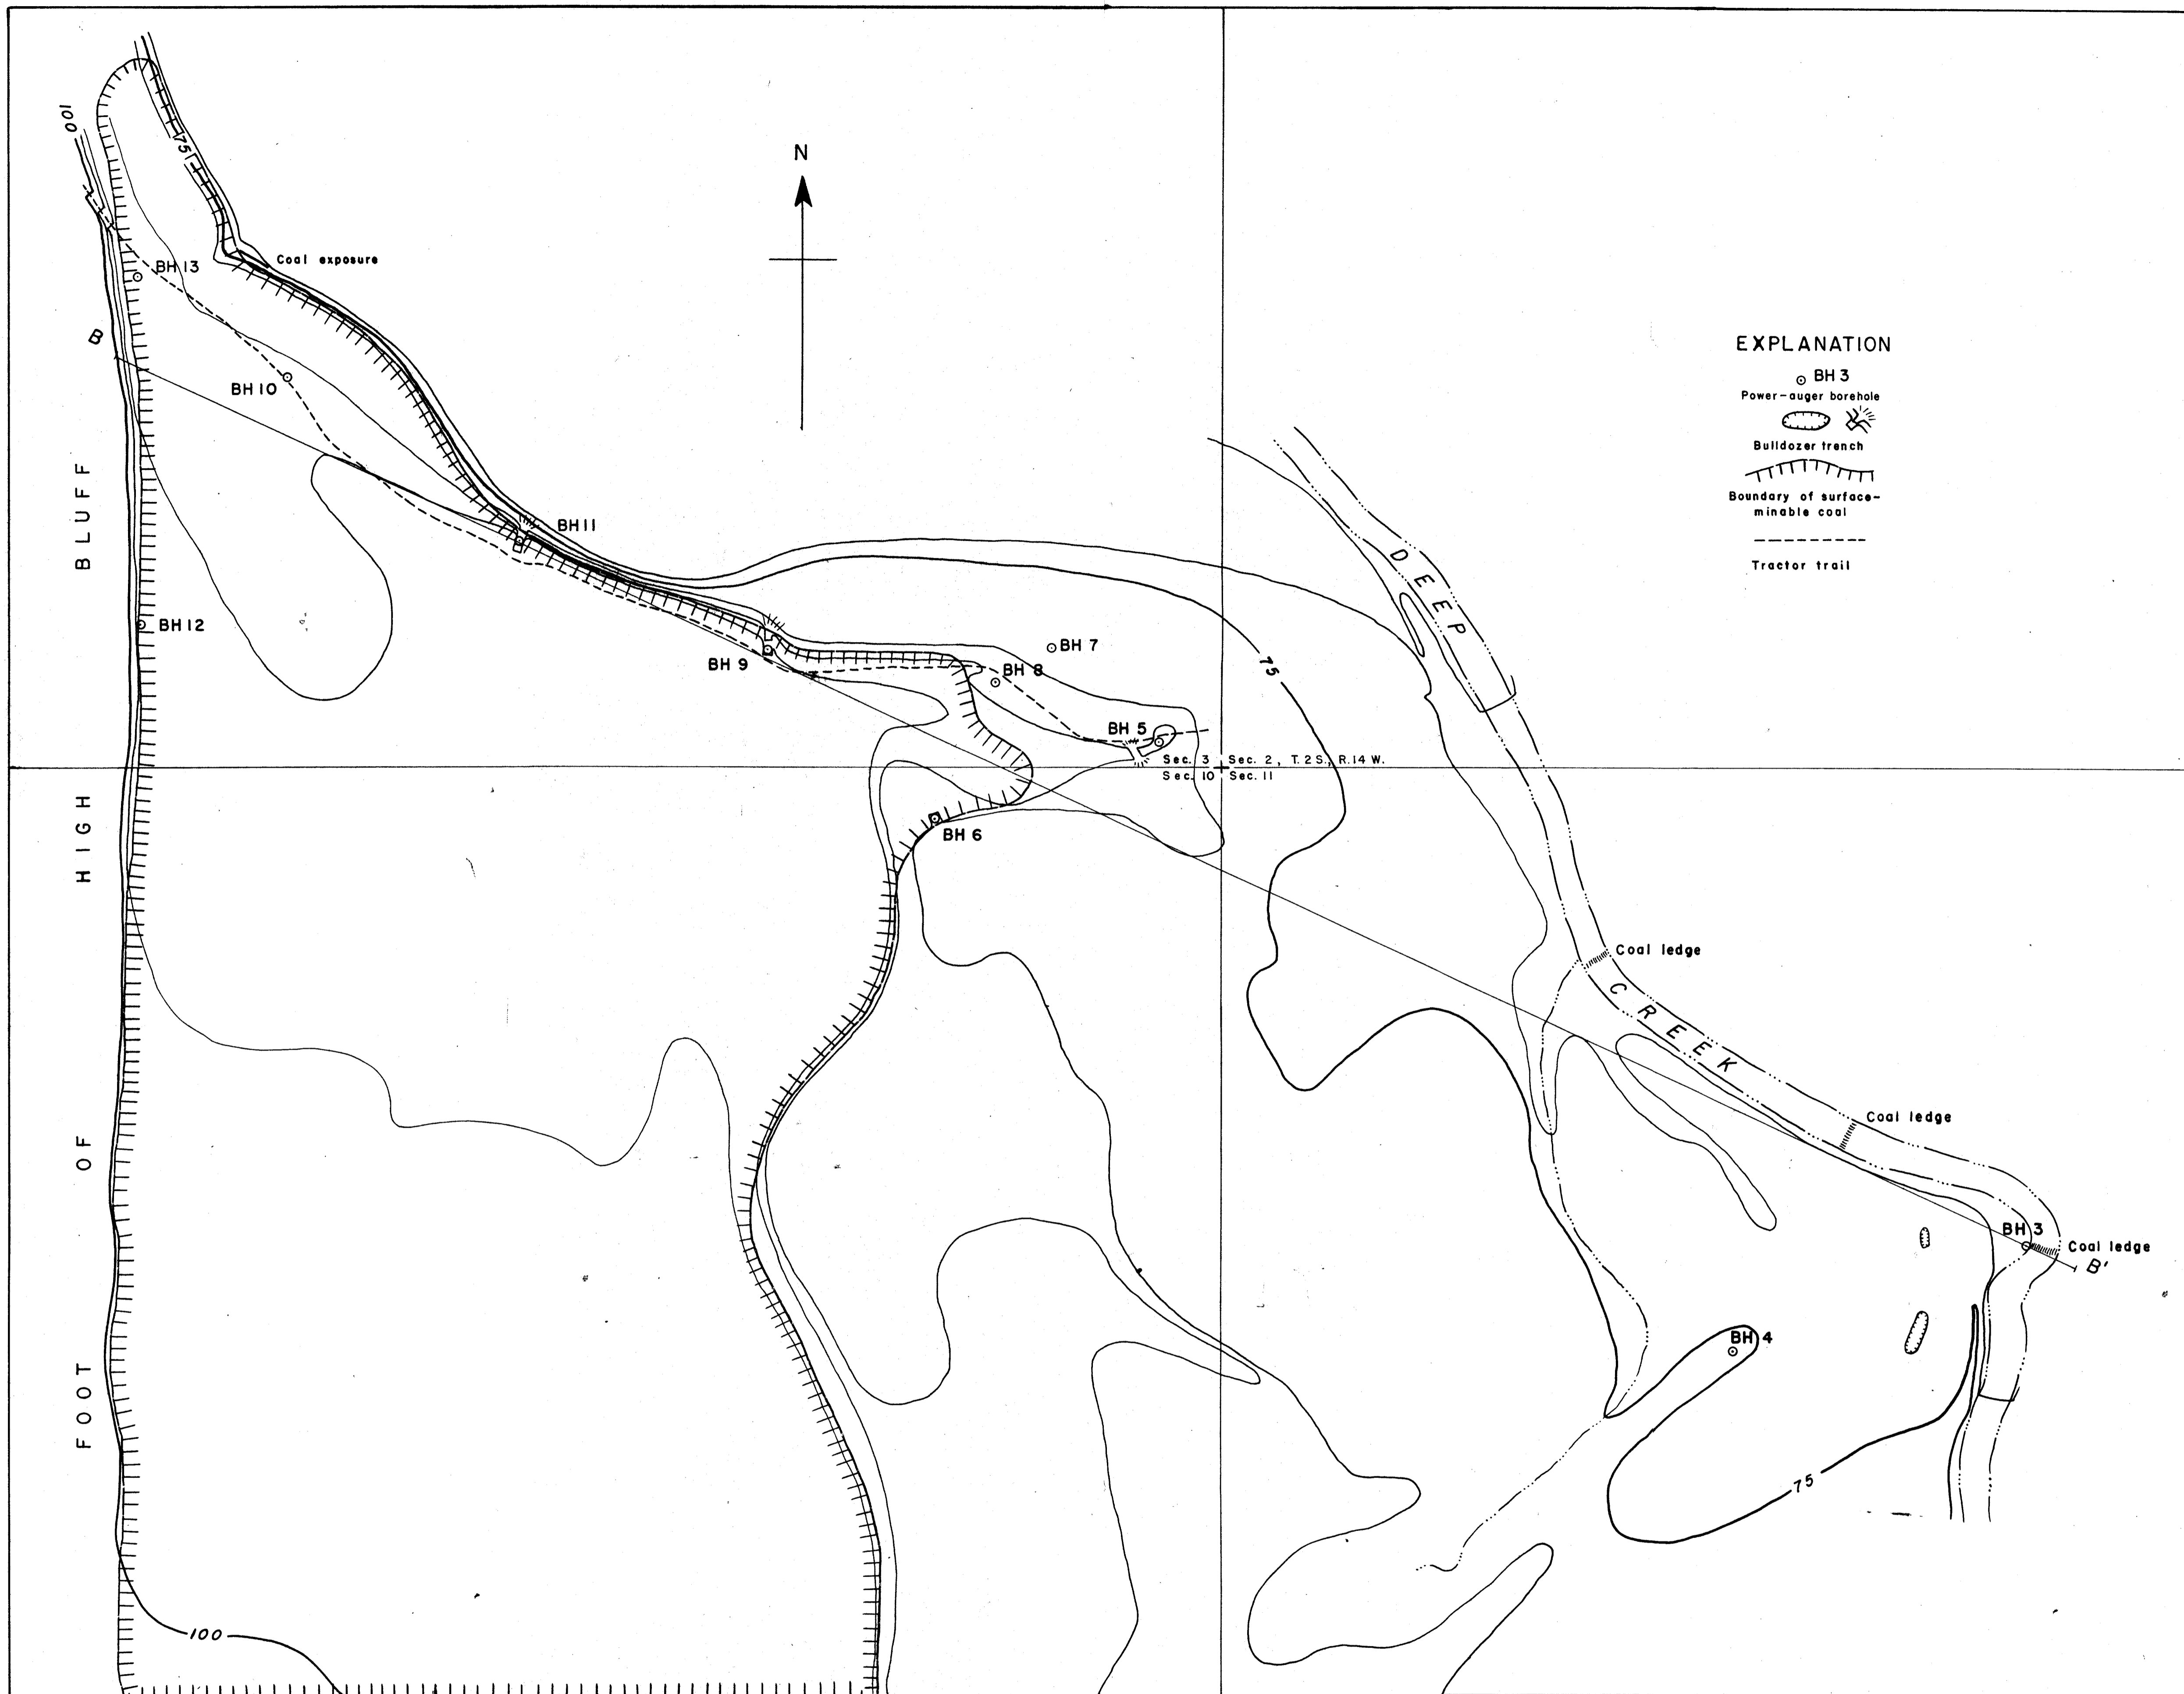 N
100
75
Coal exposure
BH 13
B
BH 10
BH 11
BH 12
BH 9
BH 7
BH 8
BH 5
BH 6
75
Sec. 3 Sec. 2, T. 2 S., R. 14 W.
Sec. 10 Sec. 11
FOOT OF HIGH BLUFF
EXPLANATION
BH 3
Power-auger borehole
Bulldozer trench
Boundary of surface-
minable coal
Tractor trail
DEEP CREEK
Coal ledge
Coal ledge
BH 3
Coal ledge
B'
BH 4
75
100